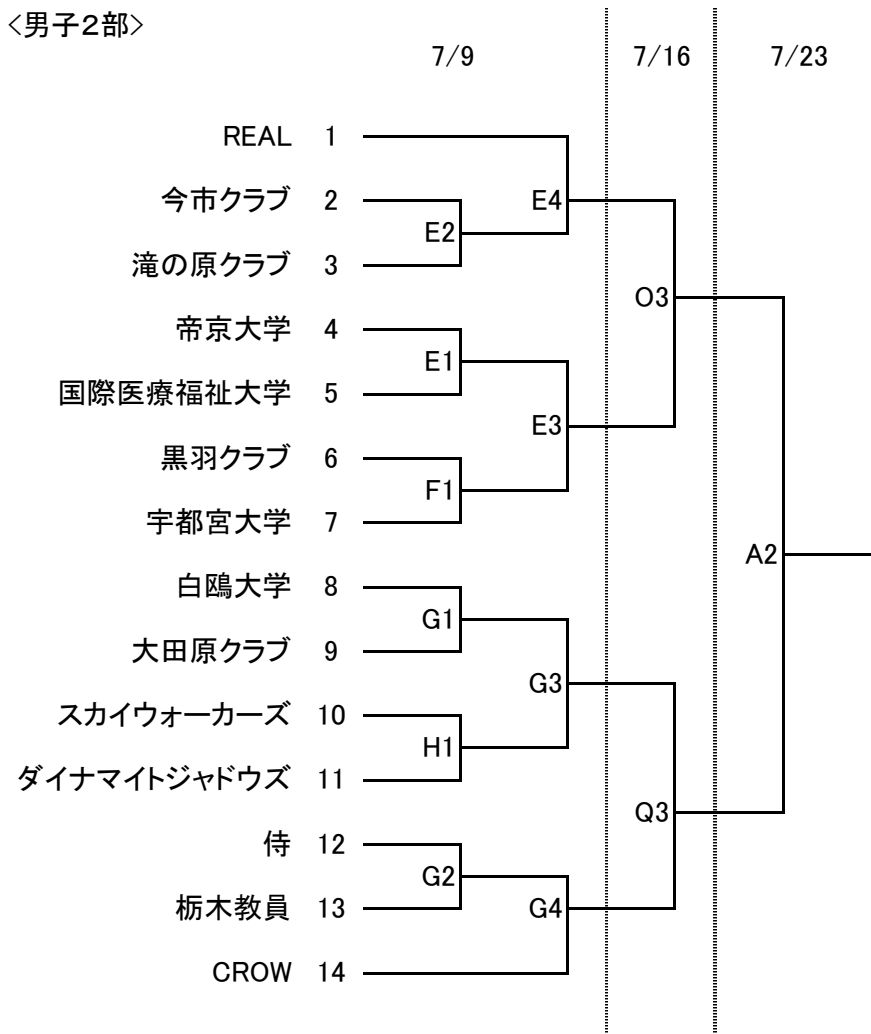 <男子２部>
7/9 7/16 7/23
REAL 1
今市クラブ 2
E4
E2
滝の原クラブ 3
O3
帝京大学 4
E1
国際医療福祉大学 5
E3
黒羽クラブ 6
F1
宇都宮大学 7
A2
白鴎大学 8
G1
大田原クラブ 9
G3
スカイウォーカーズ 10
H1
ダイナマイトジャドウズ 11
Q3
侍 12
G2
栃木教員 13
G4
CROW 14